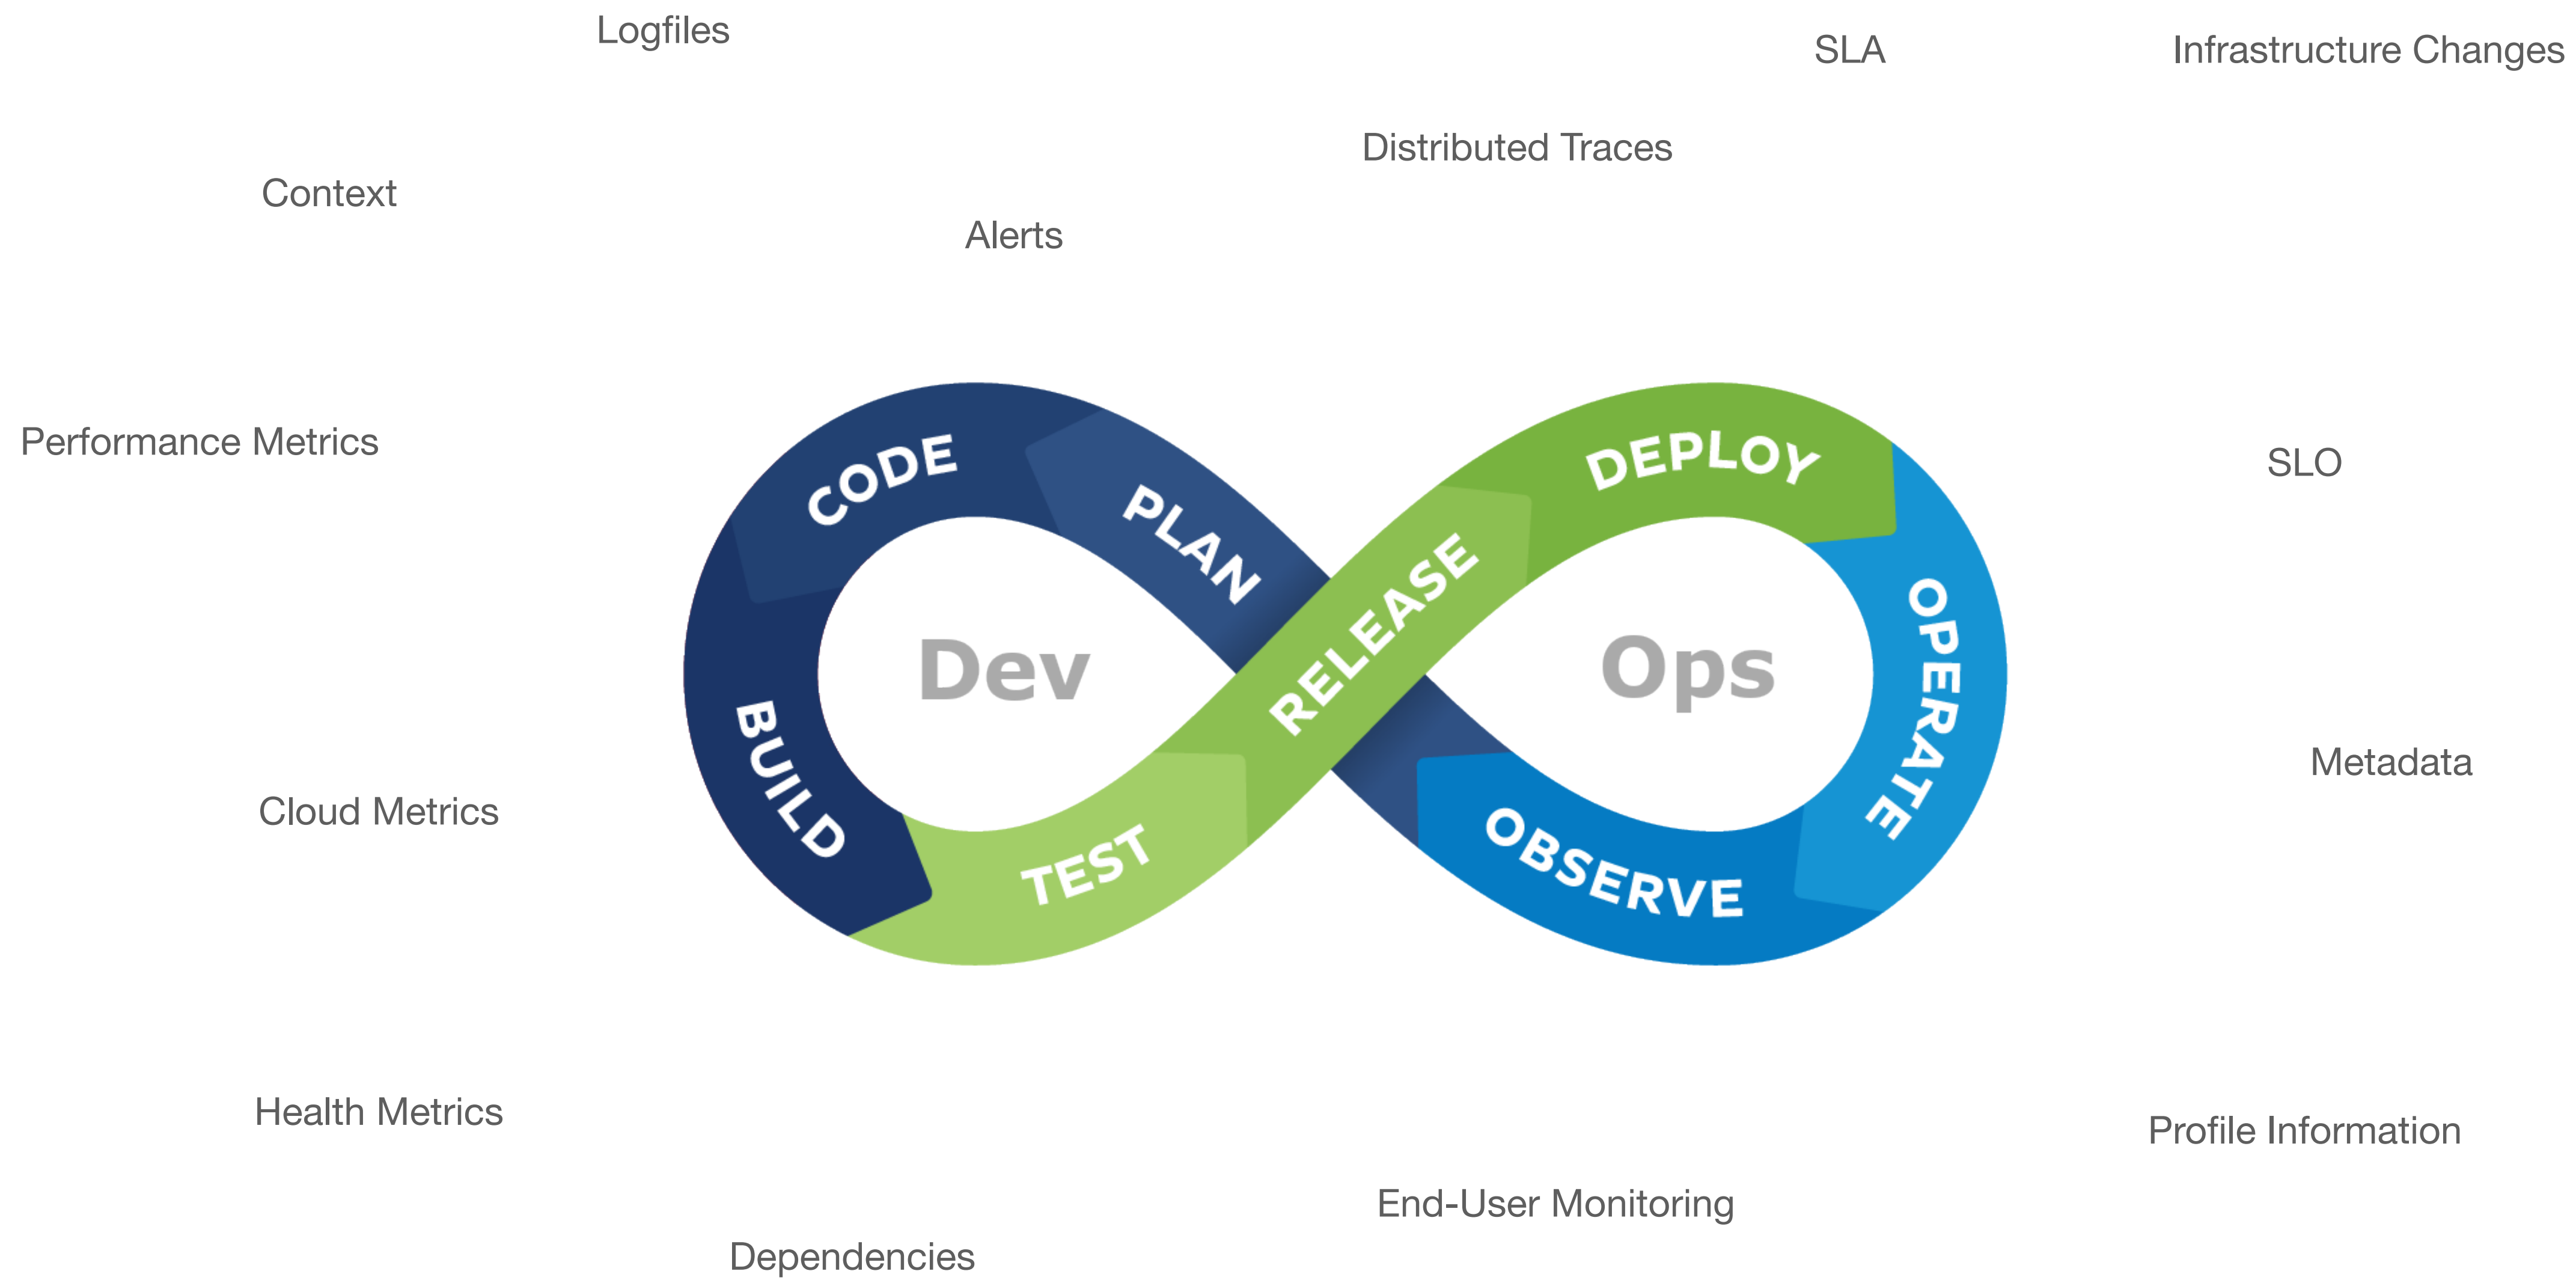 Logfiles
SLA
Infrastructure Changes
Distributed Traces
Context
Alerts
Performance Metrics
SLO
CODE
PLAN
DEPLOY
RELEASE
OPERATE
Dev
Ops
BUILD
TEST
OBSERVE
Metadata
Cloud Metrics
Health Metrics
Profile Information
End-User Monitoring
Dependencies